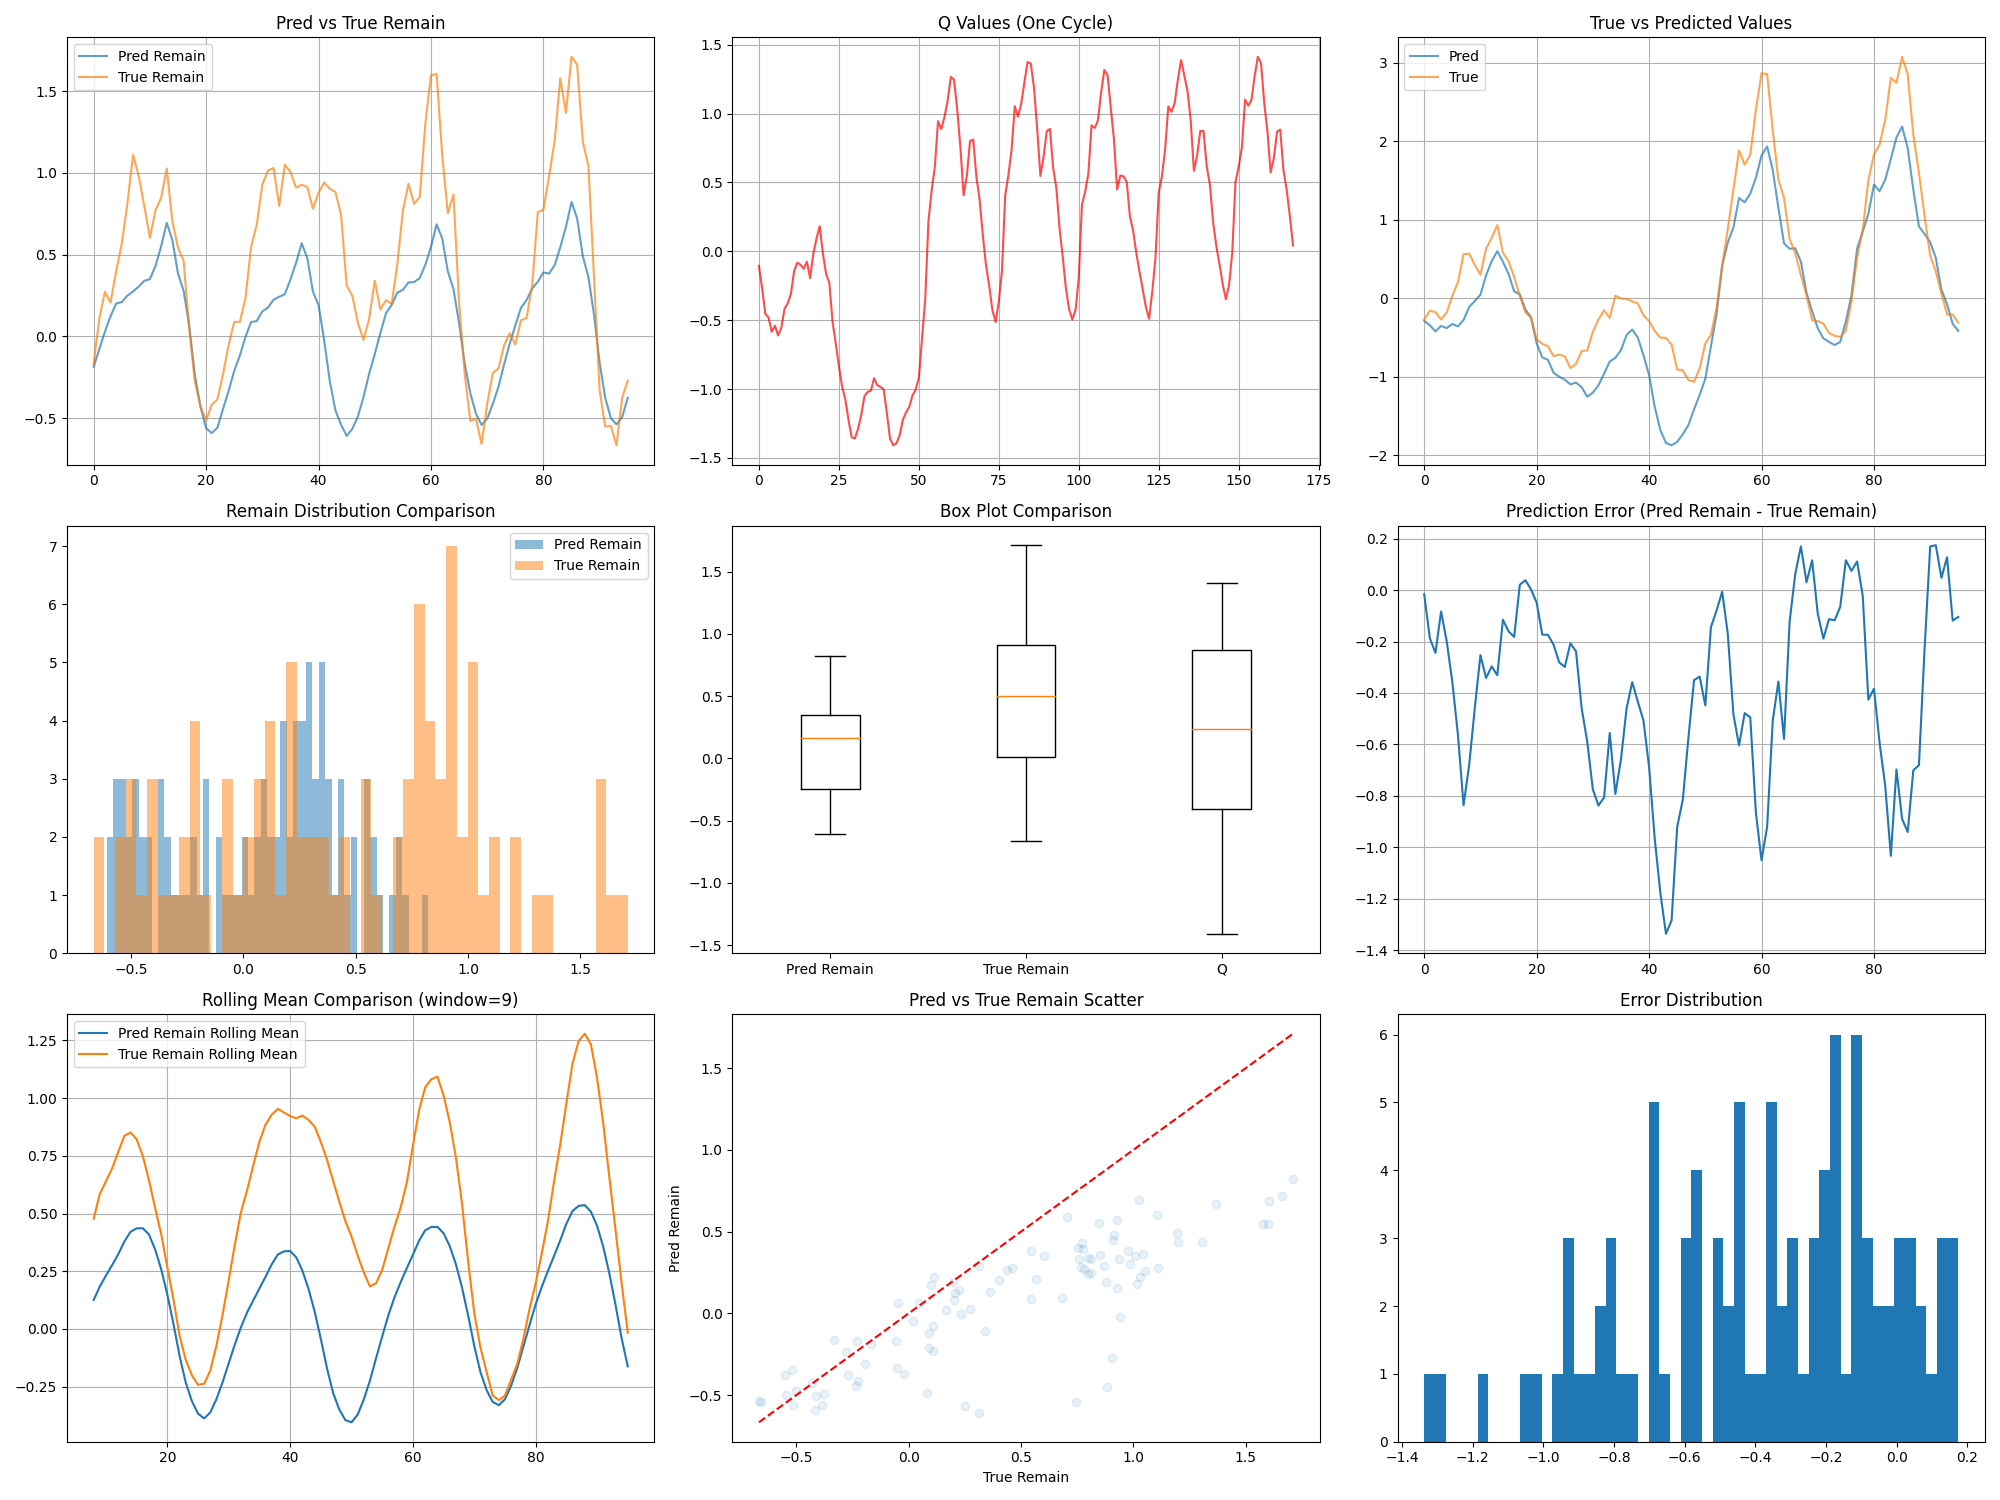 Pred vs True Remain
Pred Remain
True Remain
1.5
1.0
0.5
0.0
−0.5
0 20 40 60 80
Q Values (One Cycle)
1.5
1.0
0.5
0.0
−0.5
−1.0
−1.5
0 25 50 75 100 125 150 175
True vs Predicted Values
Pred
True
3
2
1
0
−1
−2
0 20 40 60 80
Remain Distribution Comparison
Pred Remain
True Remain
7
6
5
4
3
2
1
0
−0.5 0.0 0.5 1.0 1.5
Box Plot Comparison
1.5
1.0
0.5
0.0
−0.5
−1.0
−1.5
Pred Remain True Remain Q
Prediction Error (Pred Remain - True Remain)
0.2
0.0
−0.2
−0.4
−0.6
−0.8
−1.0
−1.2
−1.4
0 20 40 60 80
Rolling Mean Comparison (window=9)
Pred Remain Rolling Mean
True Remain Rolling Mean
1.25
1.00
0.75
0.50
0.25
0.00
−0.25
20 40 60 80
Pred vs True Remain Scatter
Pred Remain
1.5
1.0
0.5
0.0
−0.5
−0.5 0.0 0.5 1.0 1.5
True Remain
Error Distribution
6
5
4
3
2
1
0
−1.4 −1.2 −1.0 −0.8 −0.6 −0.4 −0.2 0.0 0.2